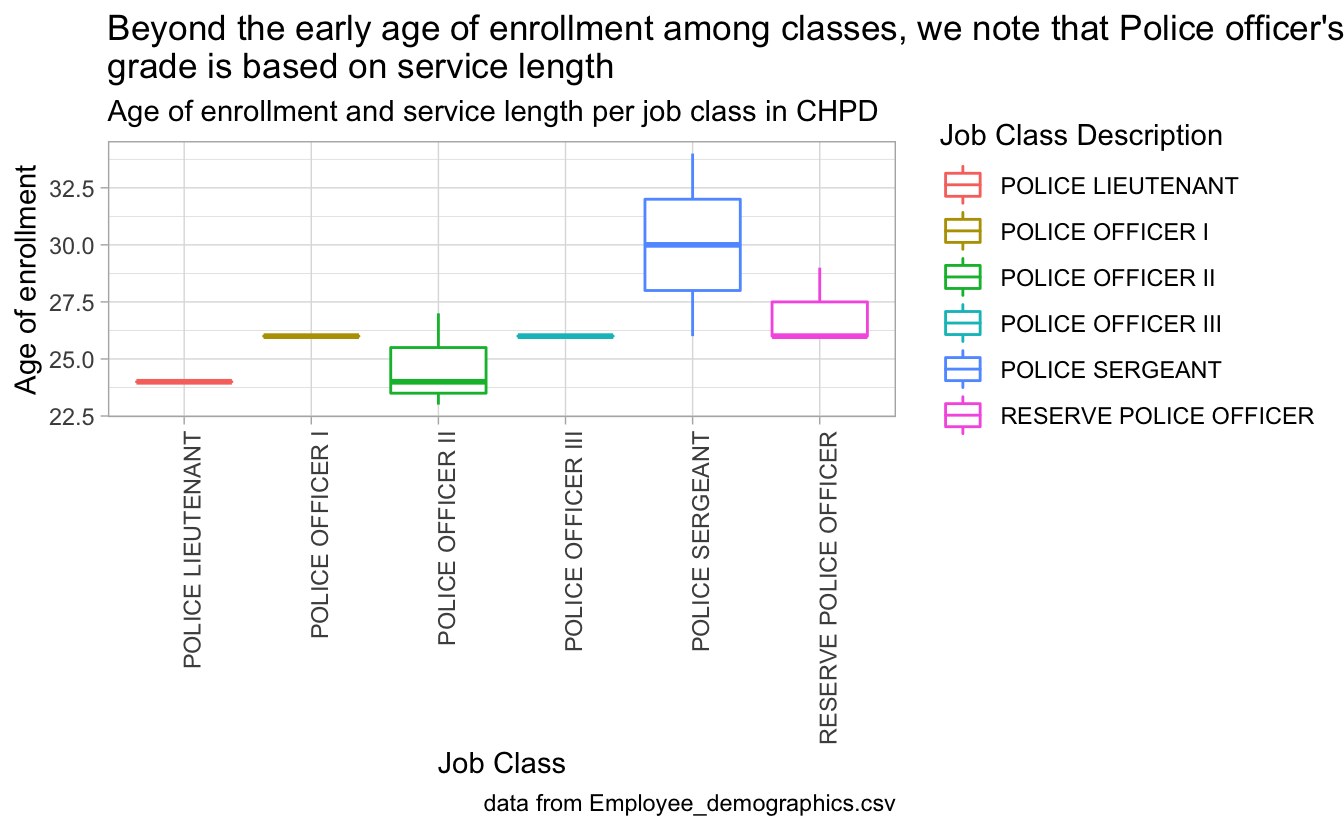 Beyond the early age of enrollment among classes, we note that Police officer's
grade is based on service length
Age of enrollment and service length per job class in CHPD
Age of enrollment
32.5
30.0
27.5
25.0
22.5
POLICE LIEUTENANT
POLICE OFFICER I
POLICE OFFICER II
POLICE OFFICER III
POLICE SERGEANT
RESERVE POLICE OFFICER
Job Class
data from Employee_demographics.csv
Job Class Description
POLICE LIEUTENANT
POLICE OFFICER I
POLICE OFFICER II
POLICE OFFICER III
POLICE SERGEANT
RESERVE POLICE OFFICER